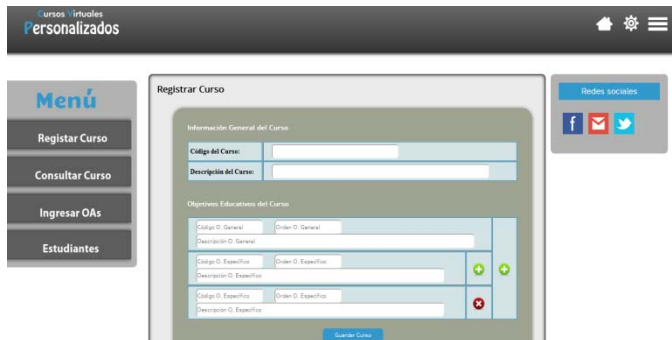 Cursos Virtuales
Personalizados
Menú
Registar Curso
Consultar Curso
Ingresar OAs
Estudiantes
Registrar Curso
Información General del Curso
Código del Curso:
Descripción del Curso:
Objetivos Educativos del Curso
Código O. General Orden O. General
Descripción O. General
Código O. Específico Orden O. Específico
Descripción O. Específico
Código O. Específico Orden O. Específico
Descripción O. Específico
Guardar Curso
Redes sociales